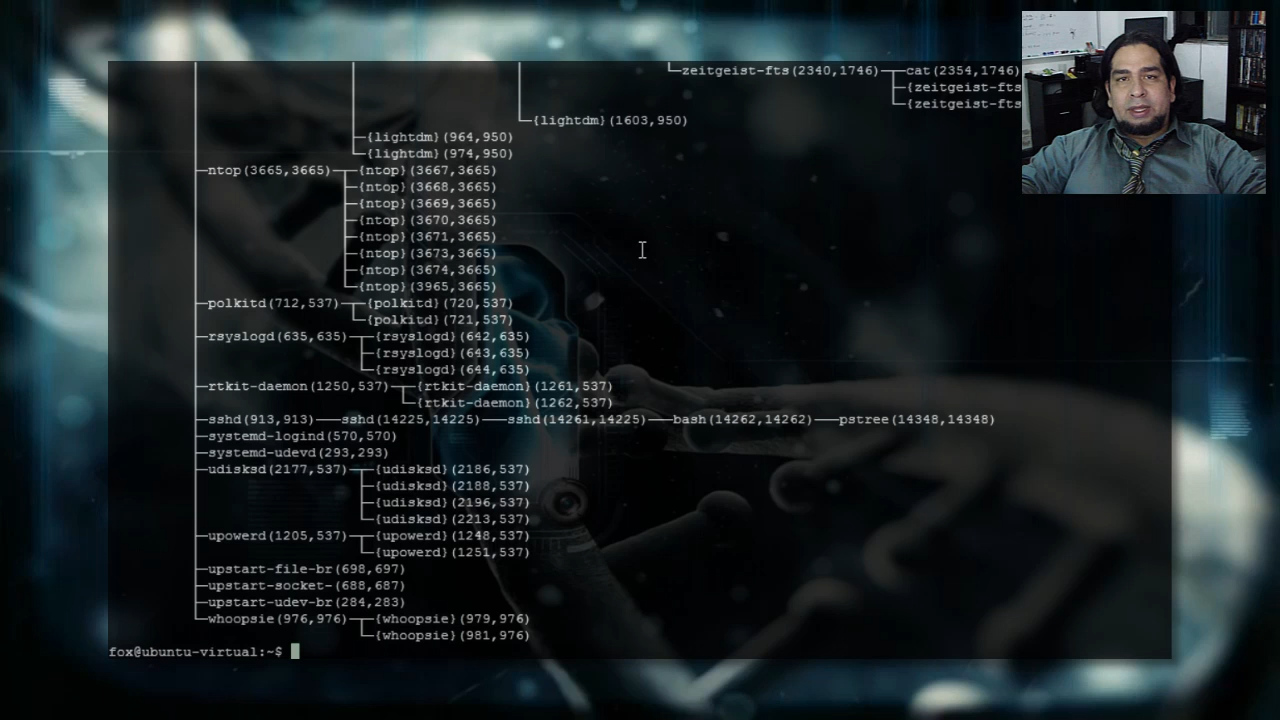 └─zeitgeist-fts(2340,1746)─┬─cat(2354,1746)
├─{zeitgeist-fts
└─{zeitgeist-fts
└─{lightdm}(1603,950)
├─{lightdm}(964,950)
└─{lightdm}(974,950)
├─ntop(3665,3665)─┬─{ntop}(3667,3665)
├─{ntop}(3668,3665)
├─{ntop}(3669,3665)
├─{ntop}(3670,3665)
├─{ntop}(3671,3665)
├─{ntop}(3673,3665)
├─{ntop}(3674,3665)
└─{ntop}(3965,3665)
├─polkitd(712,537)─┬─{polkitd}(720,537)
└─{polkitd}(721,537)
├─rsyslogd(635,635)─┬─{rsyslogd}(642,635)
├─{rsyslogd}(643,635)
└─{rsyslogd}(644,635)
├─rtkit-daemon(1250,537)─┬─{rtkit-daemon}(1261,537)
└─{rtkit-daemon}(1262,537)
├─sshd(913,913)───sshd(14225,14225)───sshd(14261,14225)───bash(14262,14262)───pstree(14348,14348)
├─systemd-logind(570,570)
├─systemd-udevd(293,293)
├─udisksd(2177,537)─┬─{udisksd}(2186,537)
├─{udisksd}(2188,537)
├─{udisksd}(2196,537)
└─{udisksd}(2213,537)
├─upowerd(1205,537)─┬─{upowerd}(1248,537)
└─{upowerd}(1251,537)
├─upstart-file-br(698,697)
├─upstart-socket-(688,687)
├─upstart-udev-br(284,283)
└─whoopsie(976,976)─┬─{whoopsie}(979,976)
└─{whoopsie}(981,976)
fox@ubuntu-virtual:~$